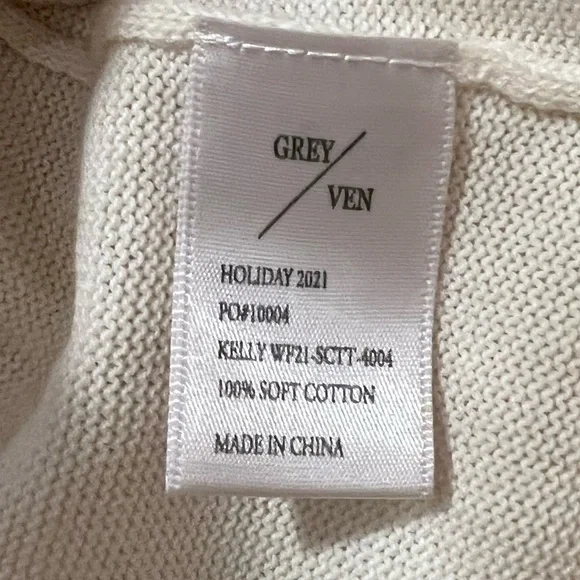 GREY
VEN
HOLIDAY 2021
PO#10004
KELLY WF21-SCTT-4004
100% SOFT COTTON
MADE IN CHINA